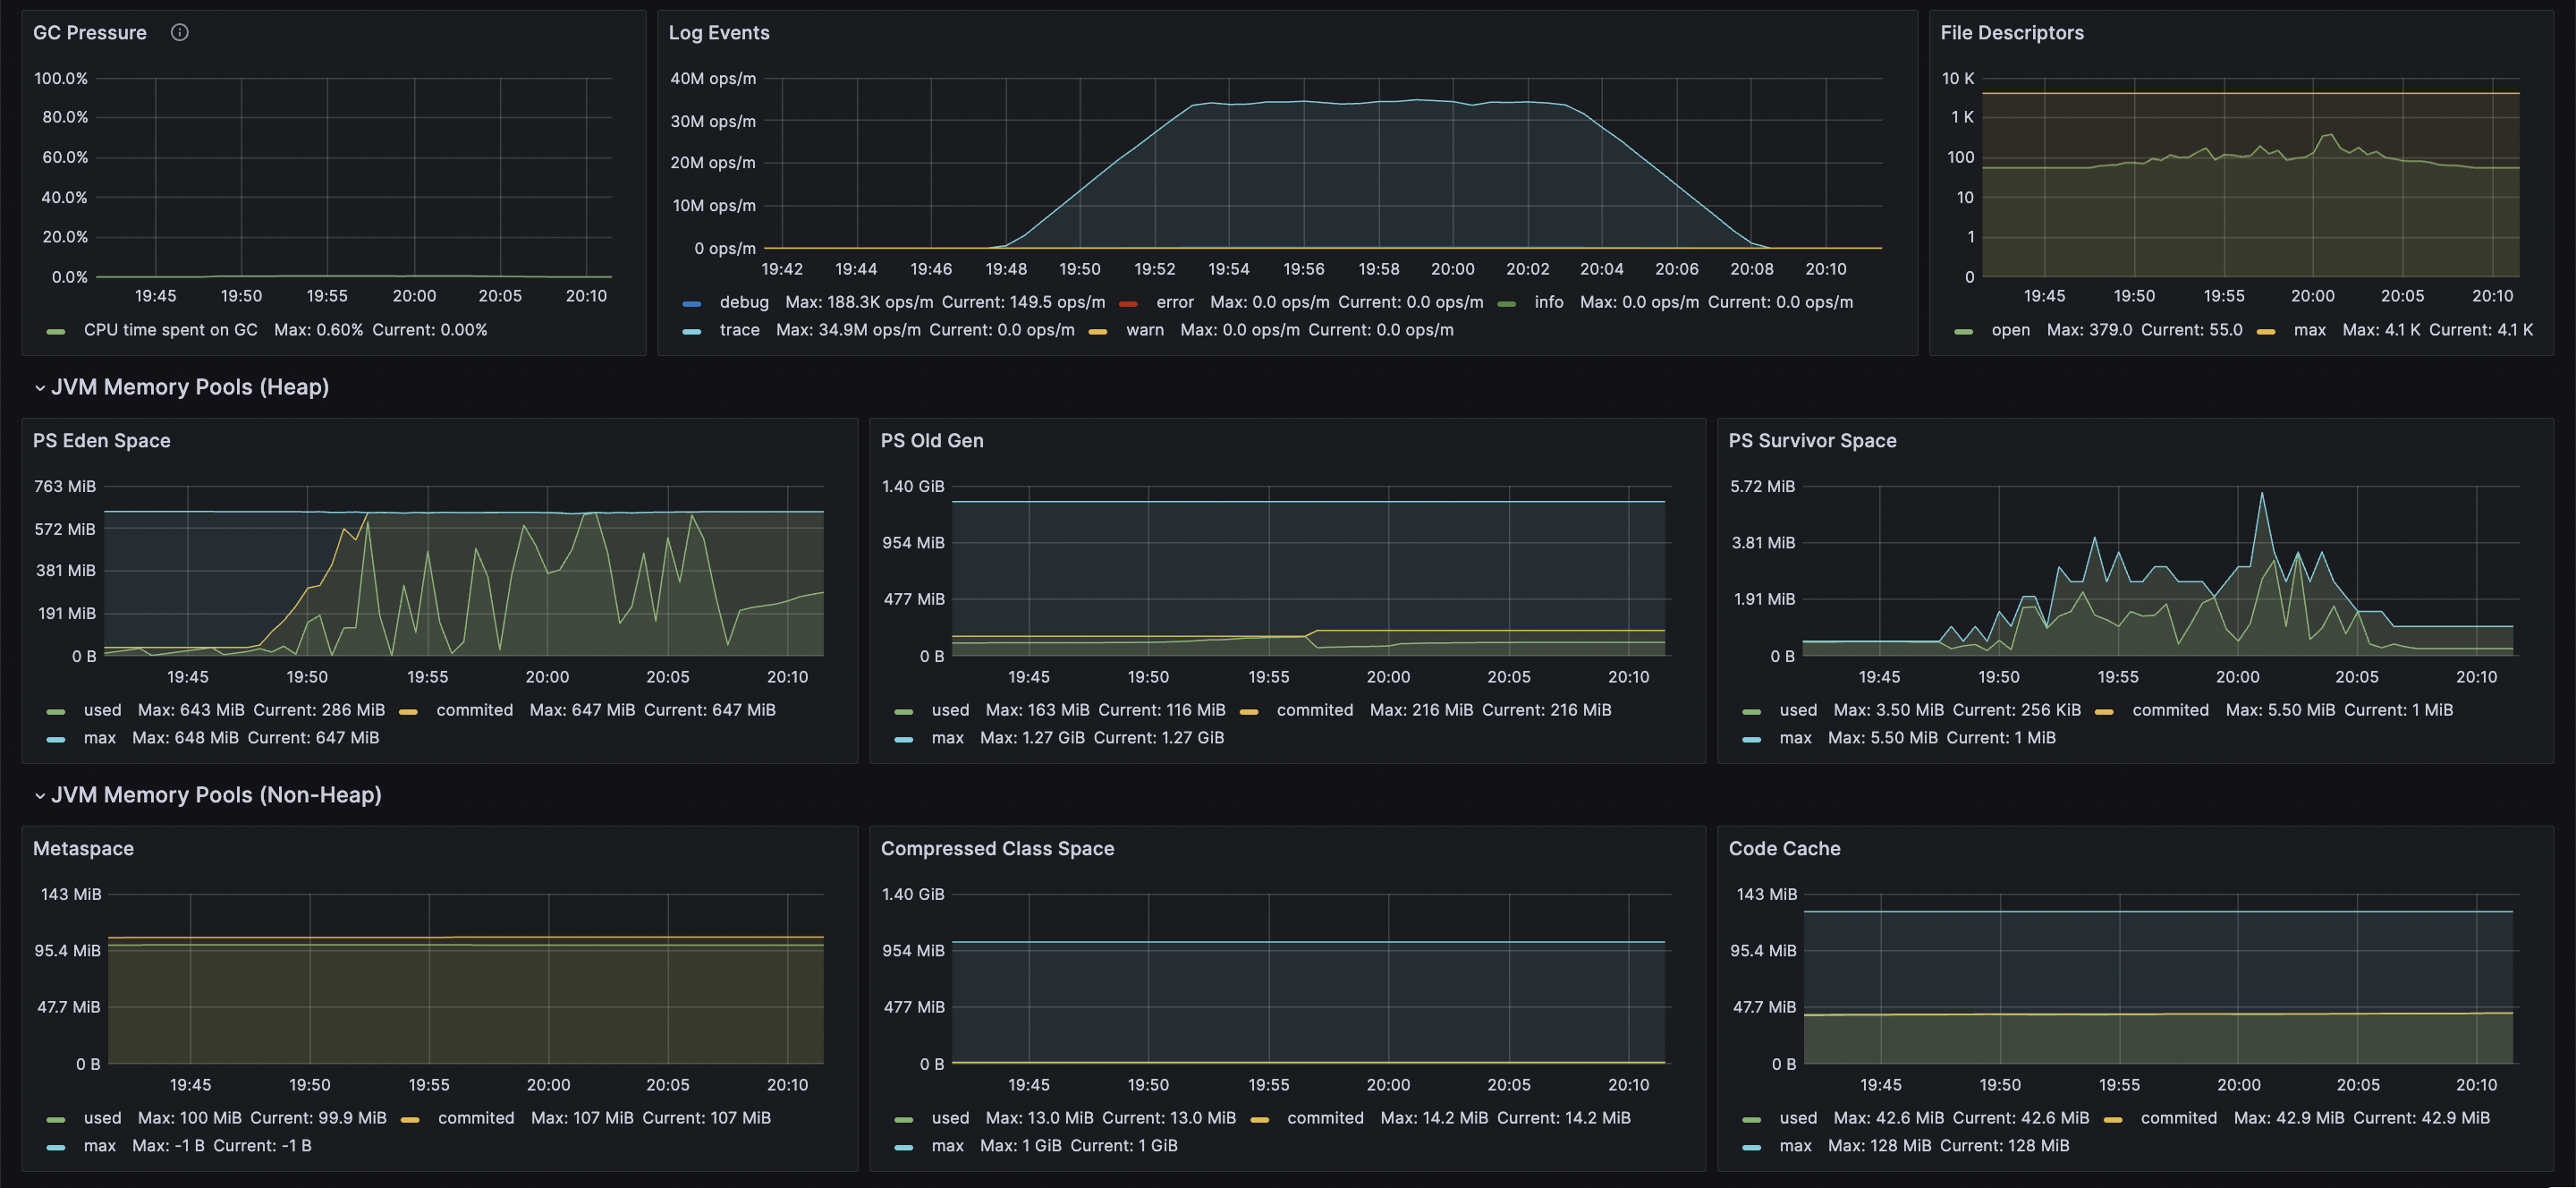 GC Pressure
100.0%
80.0%
60.0%
40.0%
20.0%
0.0%
19:45 19:50 19:55 20:00 20:05 20:10
CPU time spent on GC Max: 0.60% Current: 0.00%
Log Events
40M ops/m
30M ops/m
20M ops/m
10M ops/m
0 ops/m
19:42 19:44 19:46 19:48 19:50 19:52 19:54 19:56 19:58 20:00 20:02 20:04 20:06 20:08 20:10
debug Max: 188.3K ops/m Current: 149.5 ops/m error Max: 0.0 ops/m Current: 0.0 ops/m info Max: 0.0 ops/m Current: 0.0 ops/m
trace Max: 34.9M ops/m Current: 0.0 ops/m warn Max: 0.0 ops/m Current: 0.0 ops/m
File Descriptors
10 K
1 K
100
10
1
0
19:45 19:50 19:55 20:00 20:05 20:10
open Max: 379.0 Current: 55.0 max Max: 4.1 K Current: 4.1 K
JVM Memory Pools (Heap)
PS Eden Space
763 MiB
572 MiB
381 MiB
191 MiB
0 B
19:45 19:50 19:55 20:00 20:05 20:10
used Max: 643 MiB Current: 286 MiB commited Max: 647 MiB Current: 647 MiB
max Max: 648 MiB Current: 647 MiB
PS Old Gen
1.40 GiB
954 MiB
477 MiB
0 B
19:45 19:50 19:55 20:00 20:05 20:10
used Max: 163 MiB Current: 116 MiB commited Max: 216 MiB Current: 216 MiB
max Max: 1.27 GiB Current: 1.27 GiB
PS Survivor Space
5.72 MiB
3.81 MiB
1.91 MiB
0 B
19:45 19:50 19:55 20:00 20:05 20:10
used Max: 3.50 MiB Current: 256 KiB commited Max: 5.50 MiB Current: 1 MiB
max Max: 5.50 MiB Current: 1 MiB
JVM Memory Pools (Non-Heap)
Metaspace
143 MiB
95.4 MiB
47.7 MiB
0 B
19:45 19:50 19:55 20:00 20:05 20:10
used Max: 100 MiB Current: 99.9 MiB commited Max: 107 MiB Current: 107 MiB
max Max: -1 B Current: -1 B
Compressed Class Space
1.40 GiB
954 MiB
477 MiB
0 B
19:45 19:50 19:55 20:00 20:05 20:10
used Max: 13.0 MiB Current: 13.0 MiB commited Max: 14.2 MiB Current: 14.2 MiB
max Max: 1 GiB Current: 1 GiB
Code Cache
143 MiB
95.4 MiB
47.7 MiB
0 B
19:45 19:50 19:55 20:00 20:05 20:10
used Max: 42.6 MiB Current: 42.6 MiB commited Max: 42.9 MiB Current: 42.9 MiB
max Max: 128 MiB Current: 128 MiB